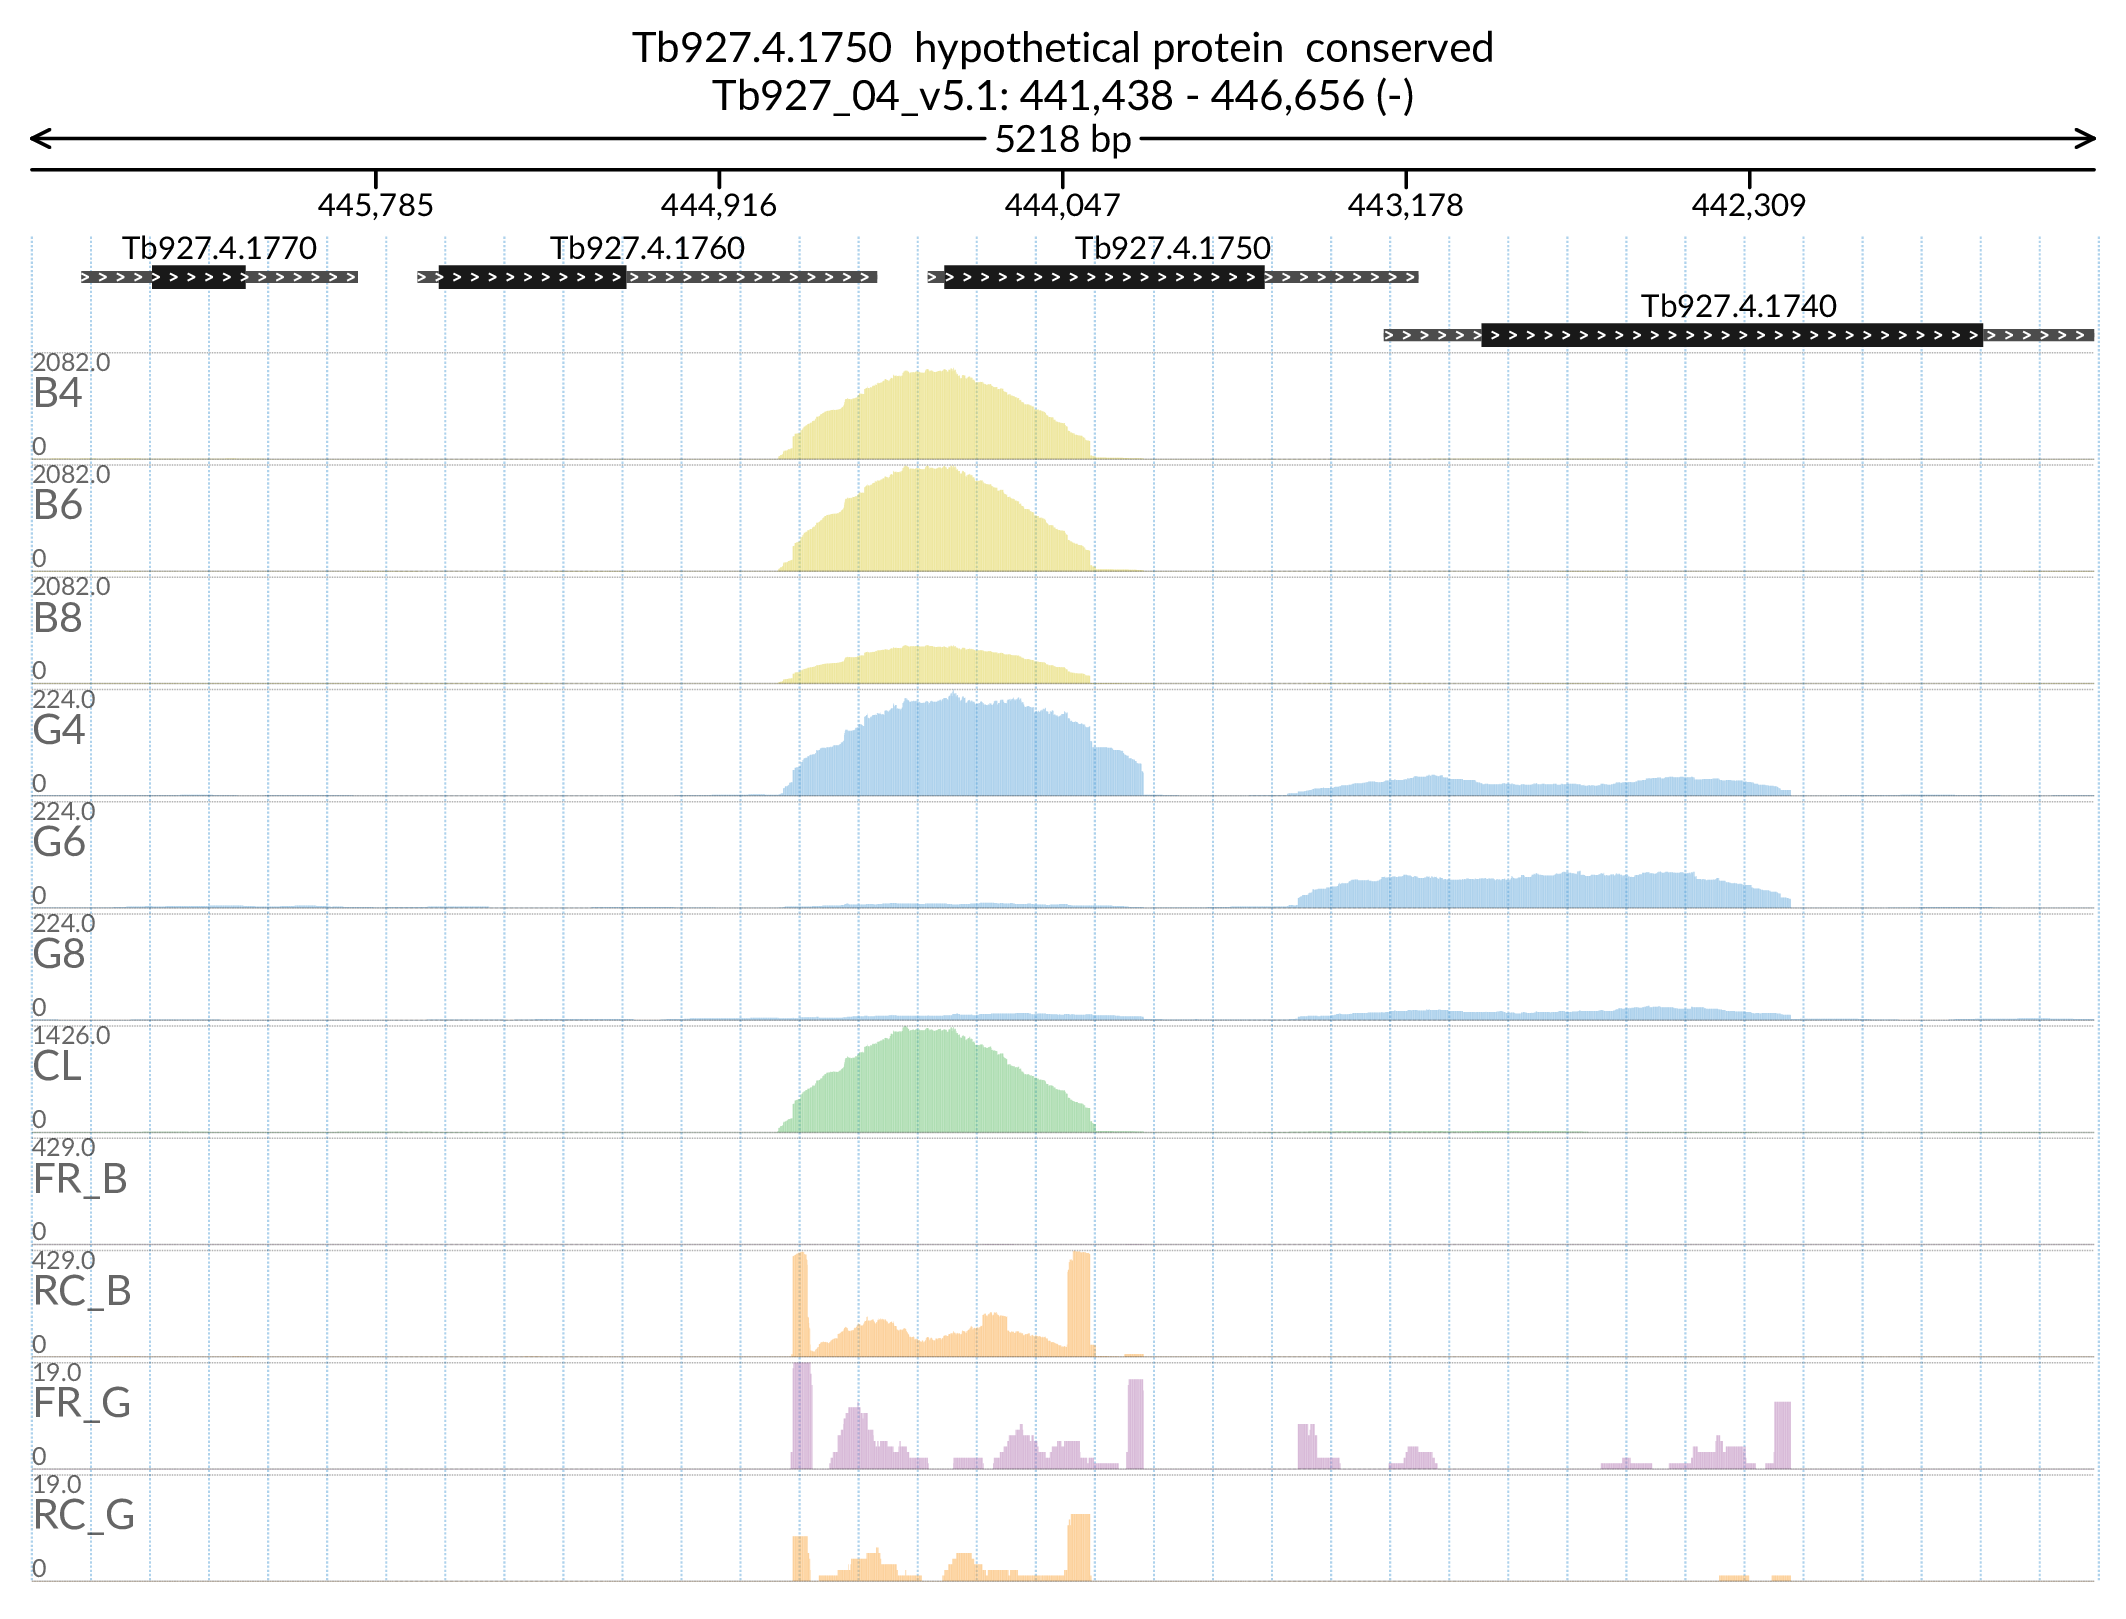 Tb927.4.1750  hypothetical protein  conserved
Tb927_04_v5.1: 441,438 - 446,656 (-)
5218 bp
445,785 444,916 444,047 443,178 442,309
Tb927.4.1770 Tb927.4.1760 Tb927.4.1750
Tb927.4.1740
2082.0
B4
0
2082.0
B6
0
2082.0
B8
0
224.0
G4
0
224.0
G6
0
224.0
G8
0
1426.0
CL
0
429.0
FR_B
0
429.0
RC_B
0
19.0
FR_G
0
19.0
RC_G
0